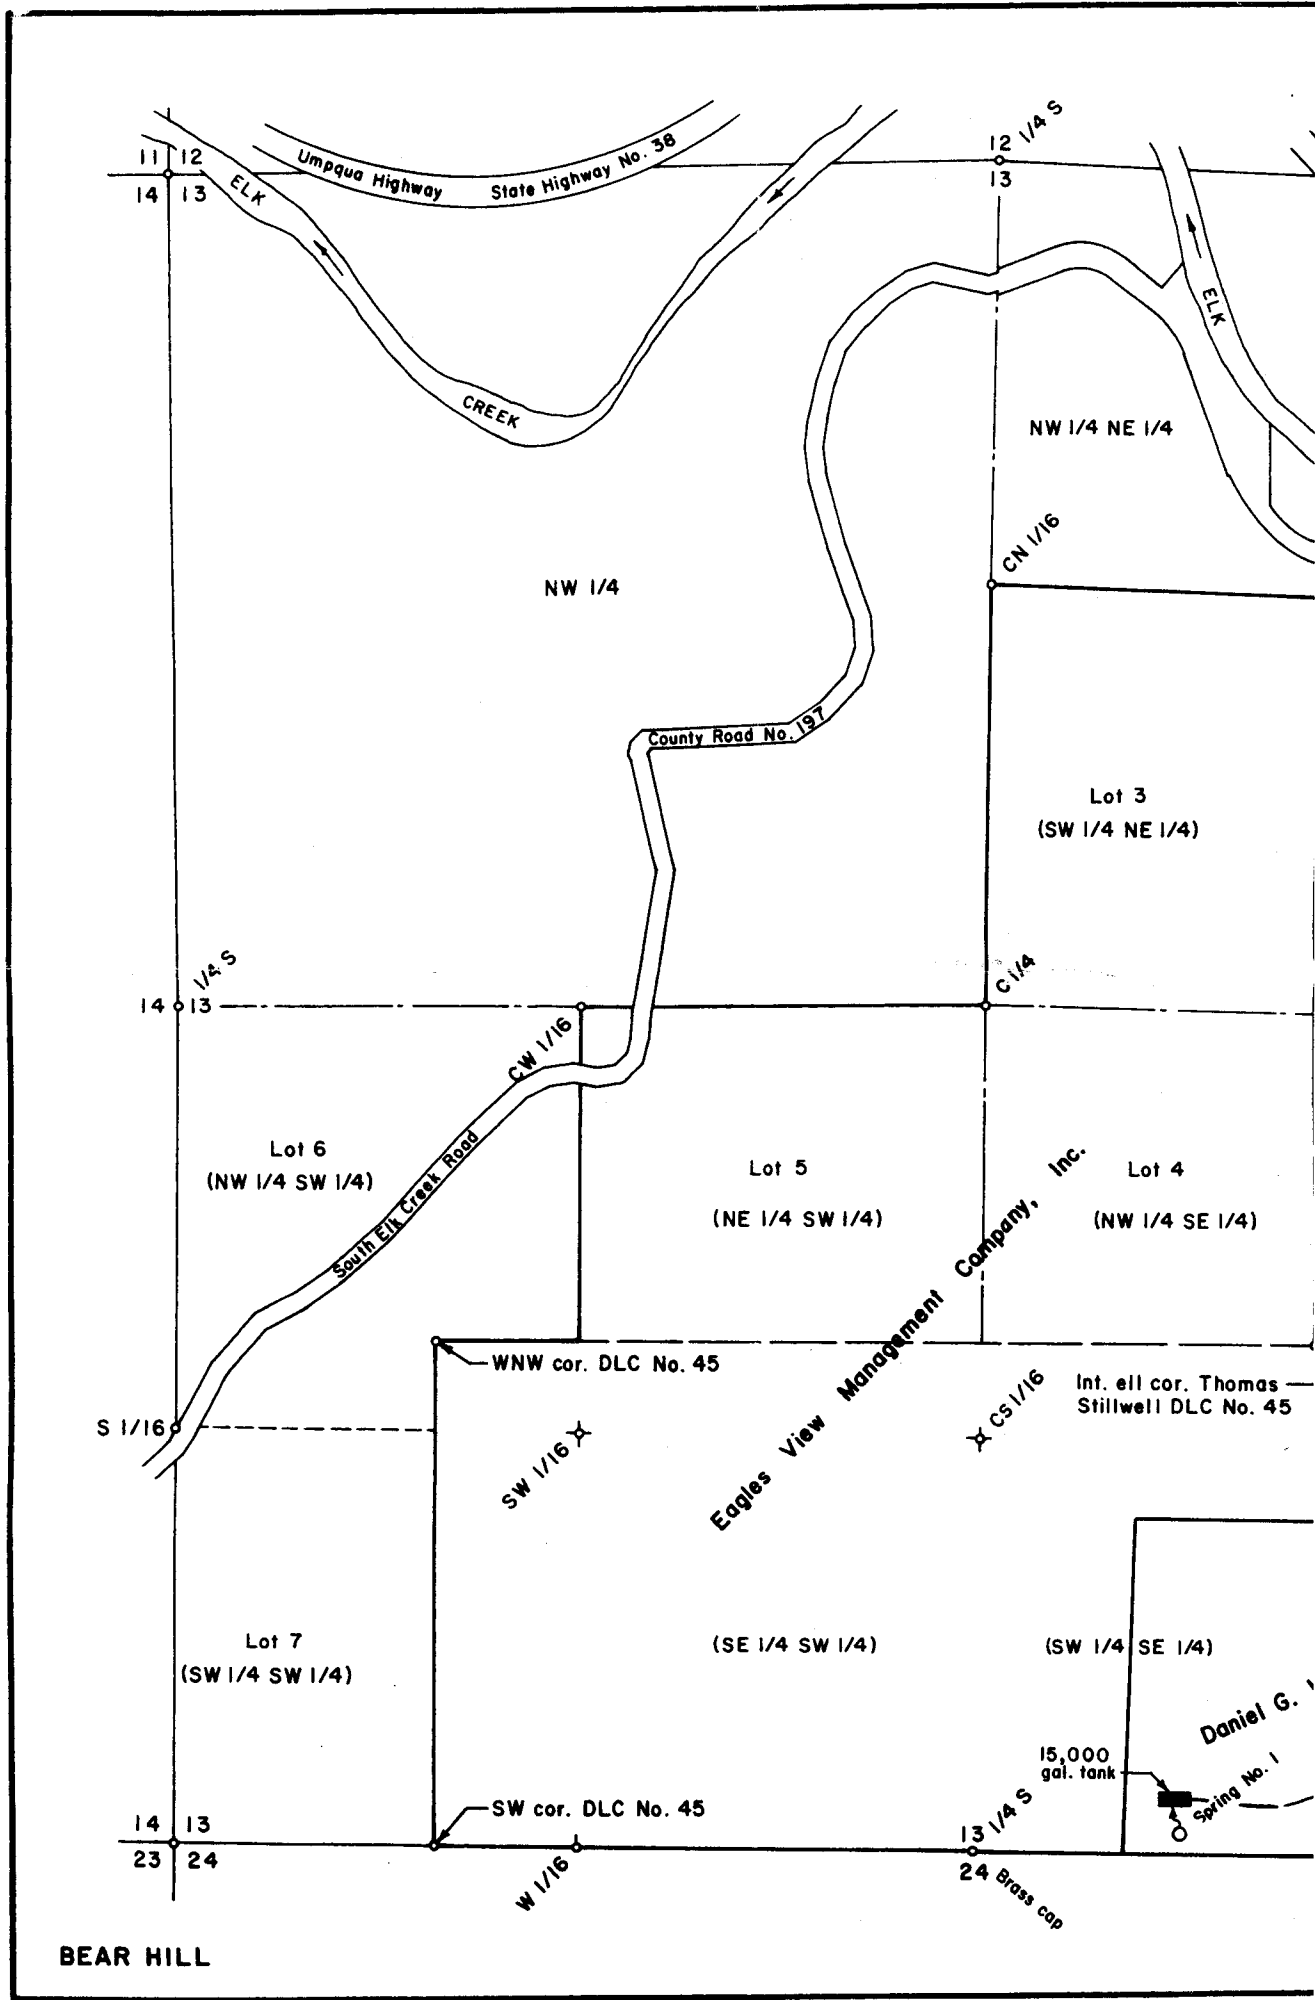 1/4 S
11 12
14 13
Umpqua Highway State Highway No. 38
12
13
ELK
CREEK
ELK
NW 1/4 NE 1/4
CN 1/16
NW 1/4
County Road No. 197
Lot 3
(SW 1/4 NE 1/4)
1/4 S
14 13
C 1/4
CW 1/16
Lot 6
(NW 1/4 SW 1/4)
South Elk Creek Road
Lot 5
(NE 1/4 SW 1/4)
Lot 4
(NW 1/4 SE 1/4)
Eagles View Management Company, Inc.
WNW cor. DLC No. 45
Int. ell cor. Thomas
Stillwell DLC No. 45
S 1/16
SW 1/16
CS 1/16
Lot 7
(SW 1/4 SW 1/4)
(SE 1/4 SW 1/4)
(SW 1/4 SE 1/4)
Daniel G.
15,000
gal. tank
Spring No. 1
SW cor. DLC No. 45
14 13
23 24
W 1/16
13 1/4 S
24 Brass cap
BEAR HILL